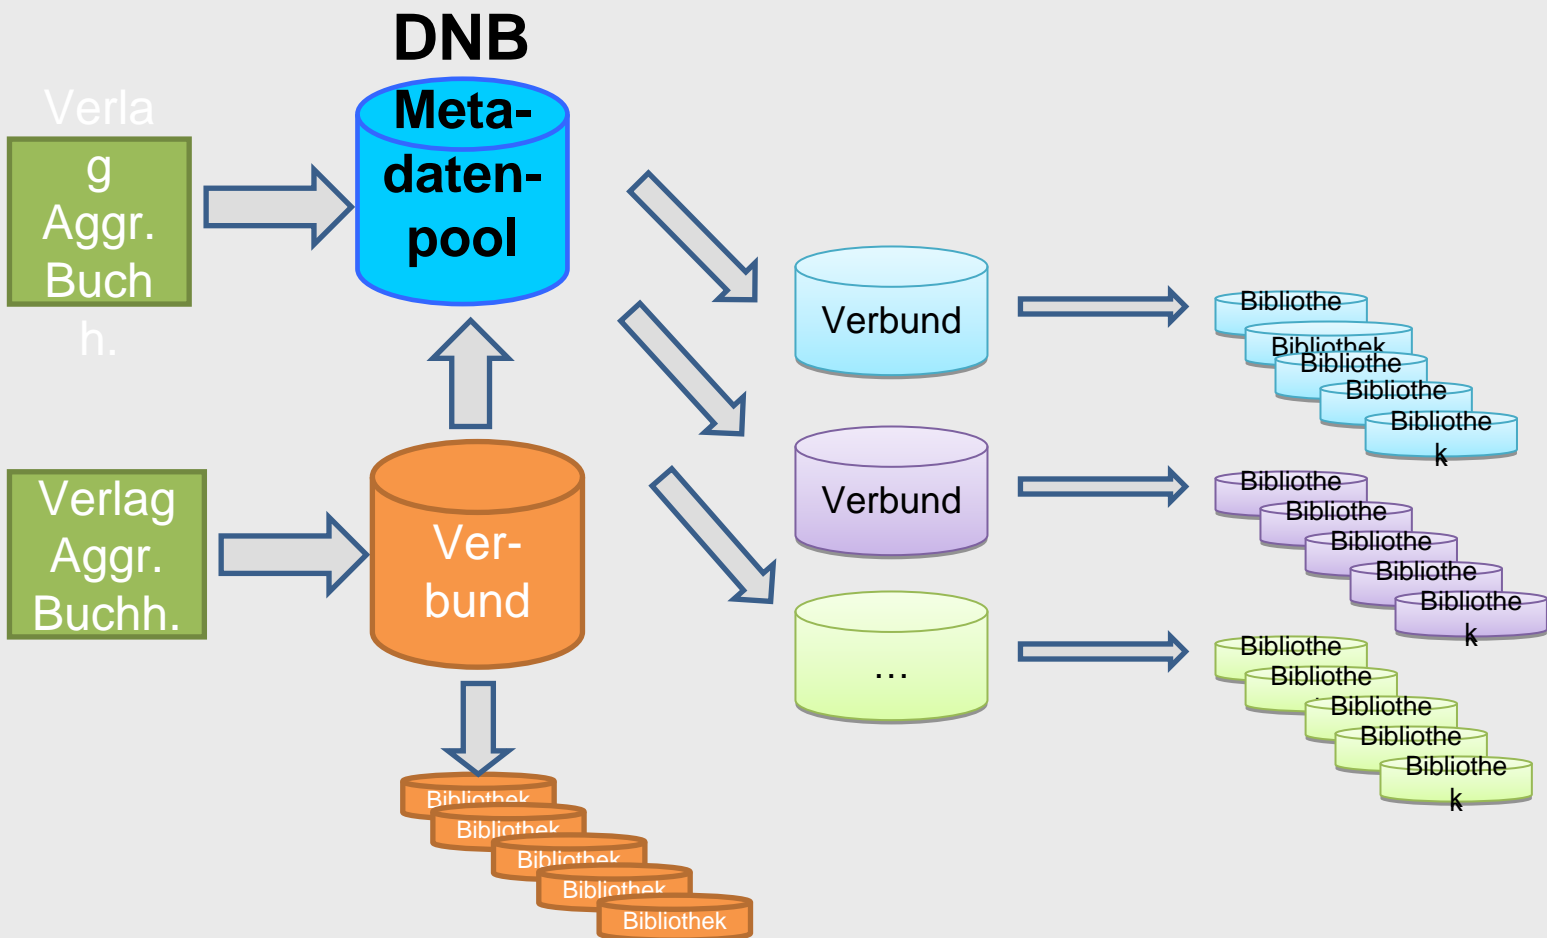 DNB
Meta-
daten-
pool
Verla
g
Aggr.
Buch
h.
Verbund
Bibliothe
Bibliothek
Bibliothe
Bibliothe
Bibliothe
k
Verlag
Aggr.
Buchh.
Ver-
bund
Verbund
Bibliothe
Bibliothe
Bibliothe
Bibliothe
Bibliothe
k
...
Bibliothe
Bibliothe
Bibliothe
Bibliothe
Bibliothe
k
Bibliothek
Bibliothek
Bibliothek
Bibliothek
Bibliothek